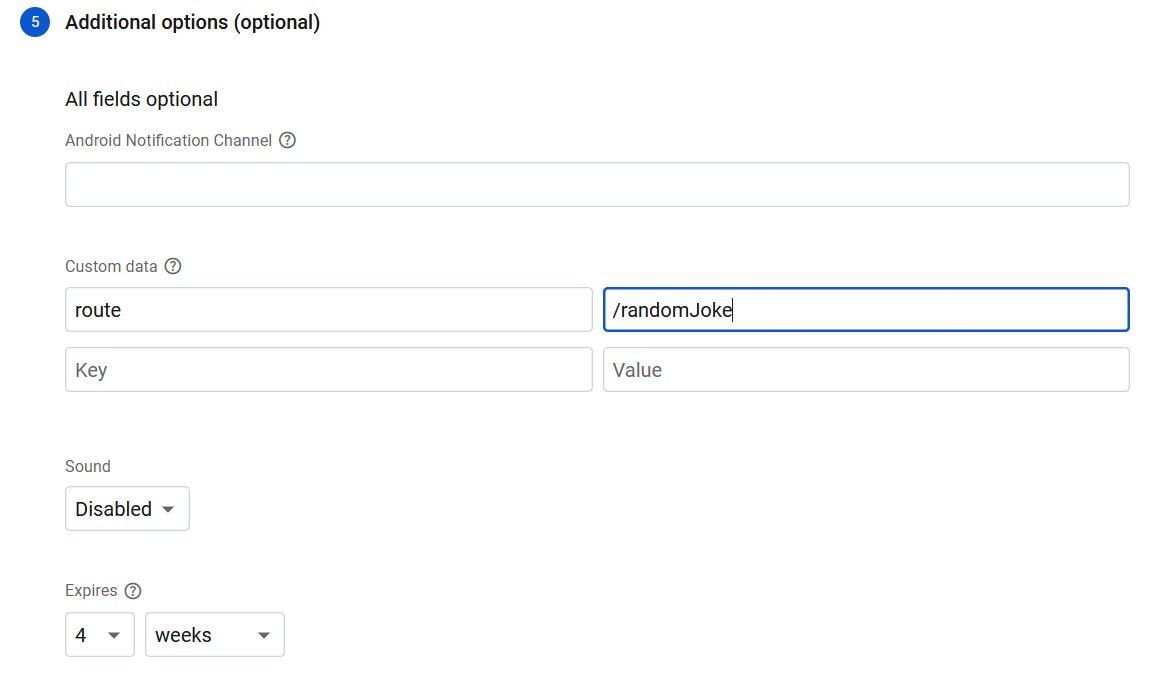 5 Additional options (optional)
All fields optional
Android Notification Channel ?
Custom data ?
route /randomJoke
Key Value
Sound
Disabled
Expires ?
4 weeks